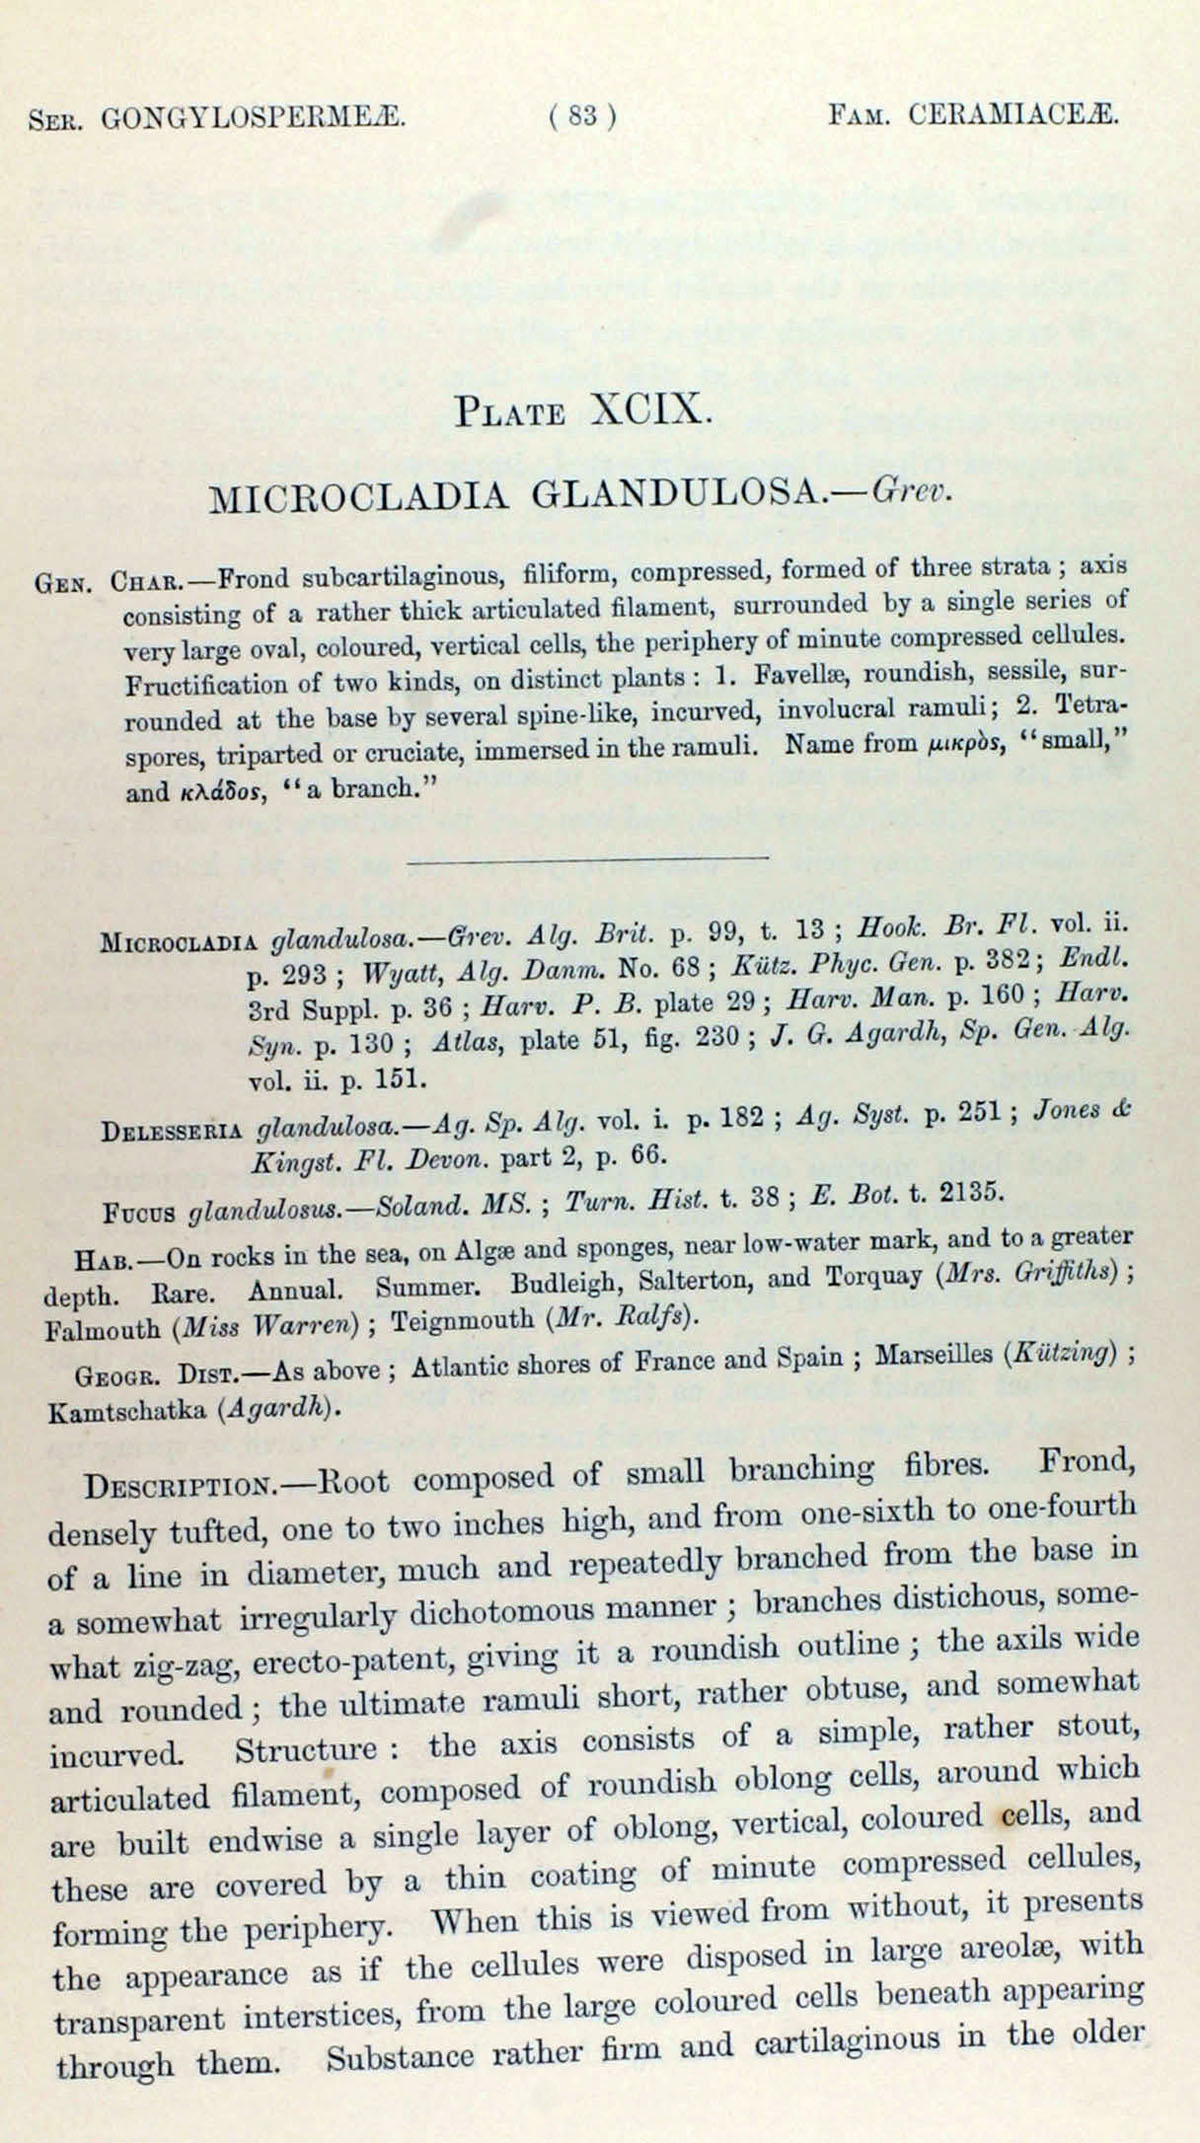 Ser. GONGYLOSPERMEÆ. ( 83 ) Fam. CERAMIACEÆ.
Plate XCIX.
MICROCLADIA GLANDULOSA.—Grev.
Gen. Char.—Frond subcartilaginous, filiform, compressed, formed of three strata ; axis
consisting of a rather thick articulated filament, surrounded by a single series of
very large oval, coloured, vertical cells, the periphery of minute compressed cellules.
Fructification of two kinds, on distinct plants : 1. Favellæ, roundish, sessile, sur-
rounded at the base by several spine-like, incurved, involucral ramuli ; 2. Tetra-
spores, triparted or cruciate, immersed in the ramuli. Name from μικρὸς, “small,”
and κλάδος, “a branch.”
Microcladia glandulosa.—Grev. Alg. Brit. p. 99, t. 13 ; Hook. Br. Fl. vol. ii.
p. 293 ; Wyatt, Alg. Danm. No. 68 ; Kütz. Phyc. Gen. p. 382 ; Endl.
3rd Suppl. p. 36 ; Harv. P. B. plate 29 ; Harv. Man. p. 160 ; Harv.
Syn. p. 130 ; Atlas, plate 51, fig. 230 ; J. G. Agardh, Sp. Gen. Alg.
vol. ii. p. 151.
Delesseria glandulosa.—Ag. Sp. Alg. vol. i. p. 182 ; Ag. Syst. p. 251 ; Jones &
Kingst. Fl. Devon. part 2, p. 66.
Fucus glandulosus.—Soland. MS. ; Turn. Hist. t. 38 ; E. Bot. t. 2135.
Hab.—On rocks in the sea, on Algæ and sponges, near low-water mark, and to a greater
depth. Rare. Annual. Summer. Budleigh, Salterton, and Torquay (Mrs. Griffiths) ;
Falmouth (Miss Warren) ; Teignmouth (Mr. Ralfs).
Geogr. Dist.—As above ; Atlantic shores of France and Spain ; Marseilles (Kützing) ;
Kamtschatka (Agardh).
Description.—Root composed of small branching fibres. Frond,
densely tufted, one to two inches high, and from one-sixth to one-fourth
of a line in diameter, much and repeatedly branched from the base in
a somewhat irregularly dichotomous manner ; branches distichous, some-
what zig-zag, erecto-patent, giving it a roundish outline ; the axils wide
and rounded ; the ultimate ramuli short, rather obtuse, and somewhat
incurved. Structure : the axis consists of a simple, rather stout,
articulated filament, composed of roundish oblong cells, around which
are built endwise a single layer of oblong, vertical, coloured cells, and
these are covered by a thin coating of minute compressed cellules,
forming the periphery. When this is viewed from without, it presents
the appearance as if the cellules were disposed in large areolæ, with
transparent interstices, from the large coloured cells beneath appearing
through them. Substance rather firm and cartilaginous in the older